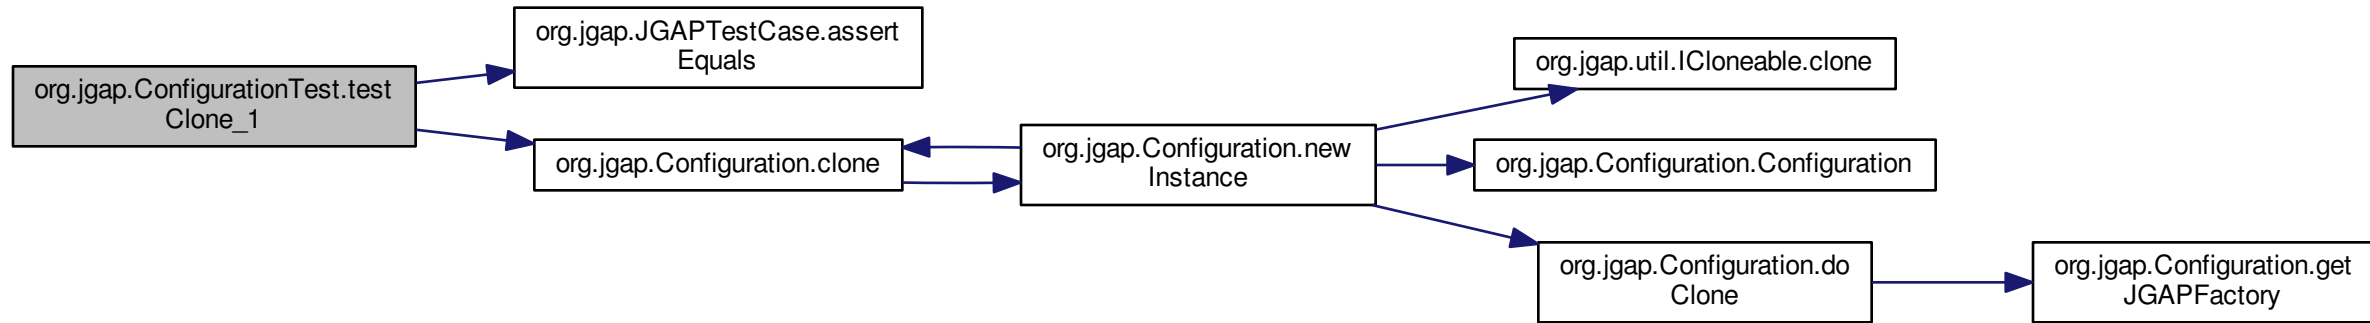 org.jgap.ConfigurationTest.test
Clone_1
org.jgap.JGAPTestCase.assert
Equals
org.jgap.Configuration.clone
org.jgap.Configuration.new
Instance
org.jgap.util.ICloneable.clone
org.jgap.Configuration.Configuration
org.jgap.Configuration.do
Clone
org.jgap.Configuration.get
JGAPFactory